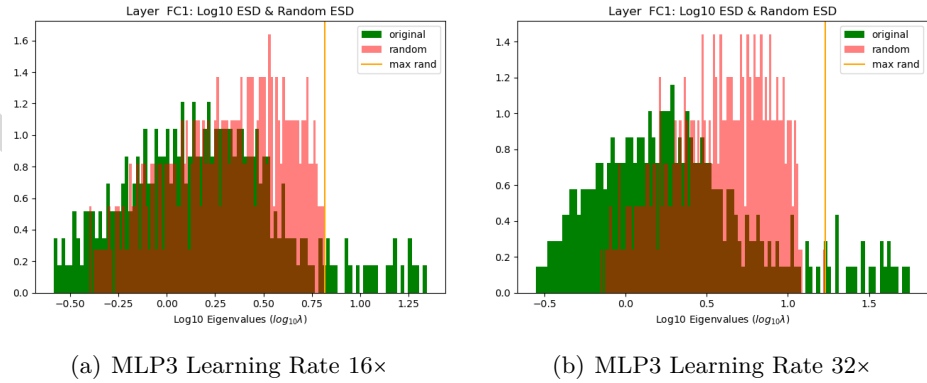 Layer FC1: Log10 ESD & Random ESD
original
random
max rand
1.6
1.4
1.2
1.0
0.8
0.6
0.4
0.2
0.0
−0.50 −0.25 0.00 0.25 0.50 0.75 1.00 1.25
Log10 Eigenvalues (log10λ)
(a) MLP3 Learning Rate 16×
Layer FC1: Log10 ESD & Random ESD
original
random
max rand
1.4
1.2
1.0
0.8
0.6
0.4
0.2
0.0
−0.5 0.0 0.5 1.0 1.5
Log10 Eigenvalues (log10λ)
(b) MLP3 Learning Rate 32×